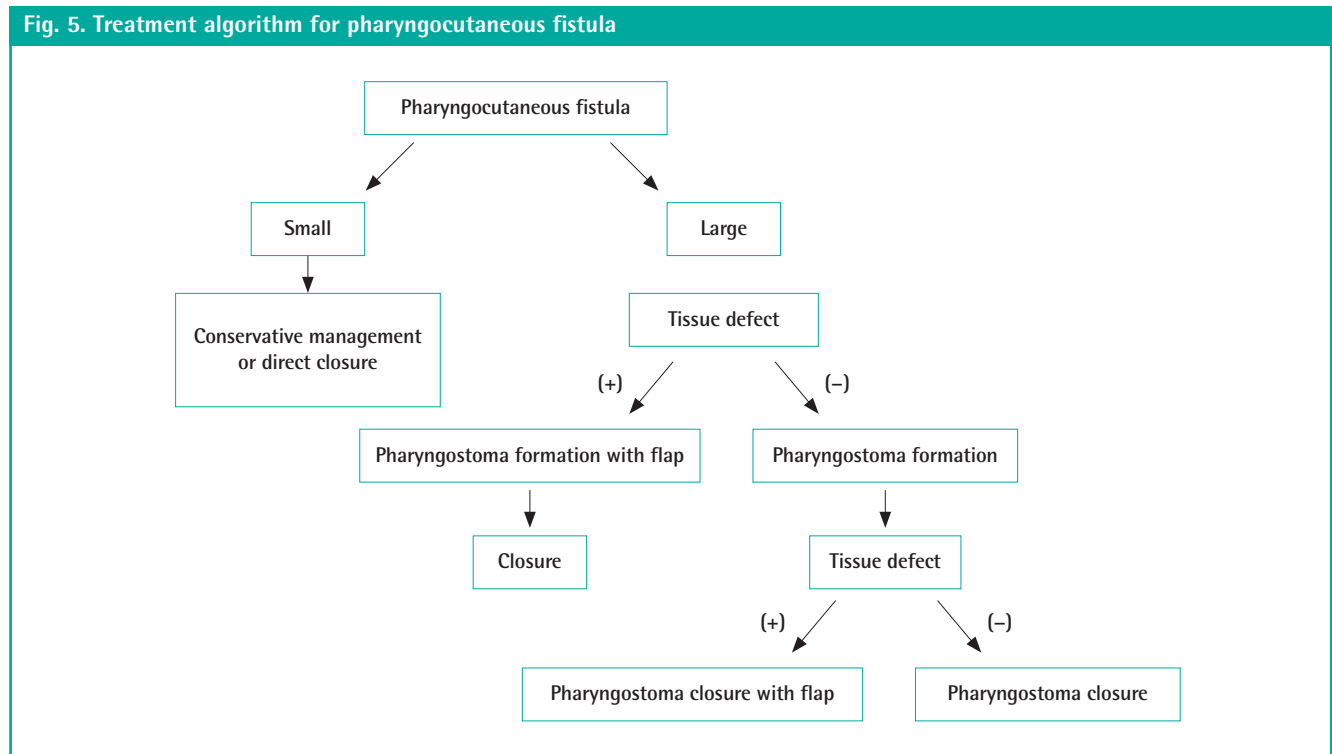 Fig. 5. Treatment algorithm for pharyngocutaneous fistula
Pharyngocutaneous fistula
Small
Large
Conservative management
or direct closure
Tissue defect
(+)
(–)
Pharyngostoma formation with flap
Pharyngostoma formation
Closure
Tissue defect
(+)
(–)
Pharyngostoma closure with flap
Pharyngostoma closure